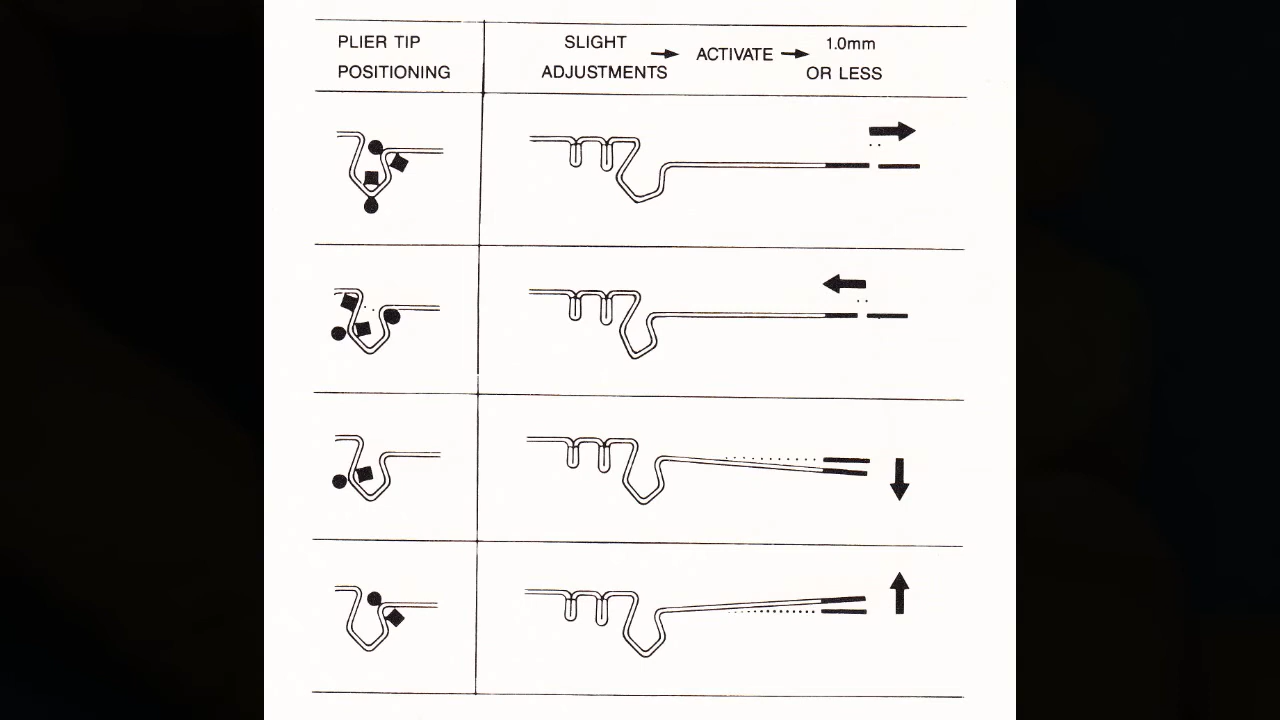 PLIER TIP
POSITIONING
SLIGHT
ADJUSTMENTS
ACTIVATE
1.0mm
OR LESS